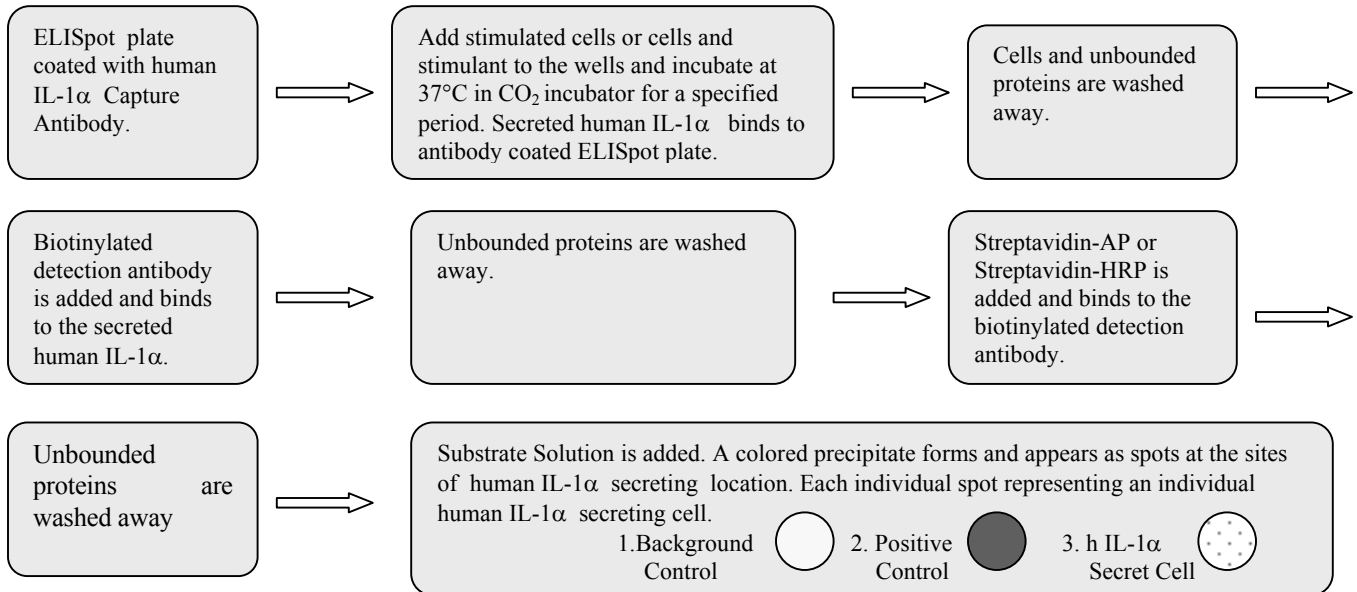 ELISpot plate
coated with human
IL-1α Capture
Antibody.
Add stimulated cells or cells and
stimulant to the wells and incubate at
37°C in CO2 incubator for a specified
period. Secreted human IL-1α binds to
antibody coated ELISpot plate.
Cells and unbounded
proteins are washed
away.
Biotinylated
detection antibody
is added and binds
to the secreted
human IL-1α.
Unbounded proteins are washed
away.
Streptavidin-AP or
Streptavidin-HRP is
added and binds to the
biotinylated detection
antibody.
Unbounded
proteins are
washed away
Substrate Solution is added. A colored precipitate forms and appears as spots at the sites
of human IL-1α secreting location. Each individual spot representing an individual
human IL-1α secreting cell.
1.Background
Control
2. Positive
Control
3. h IL-1α
Secret Cell